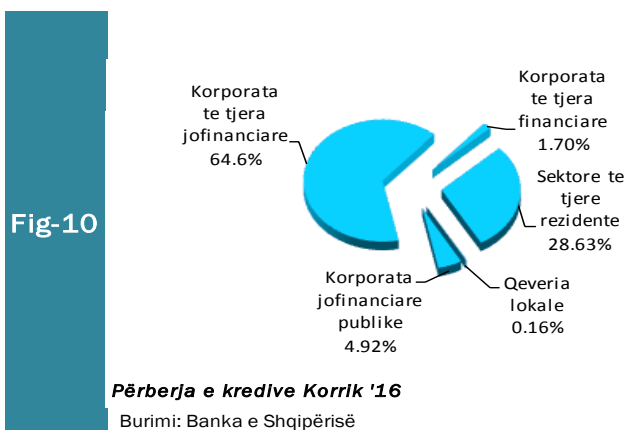 Fig-10
Korporata
te tjera
jofinanciare
64.6%
Korporata
te tjera
financiare
1.70%
Sektore te
tjere
rezidente
28.63%
Qeveria
lokale
0.16%
Korporata
jofinanciare
publike
4.92%
Përberja e kredive Korrik '16
Burimi: Banka e Shqipërisë